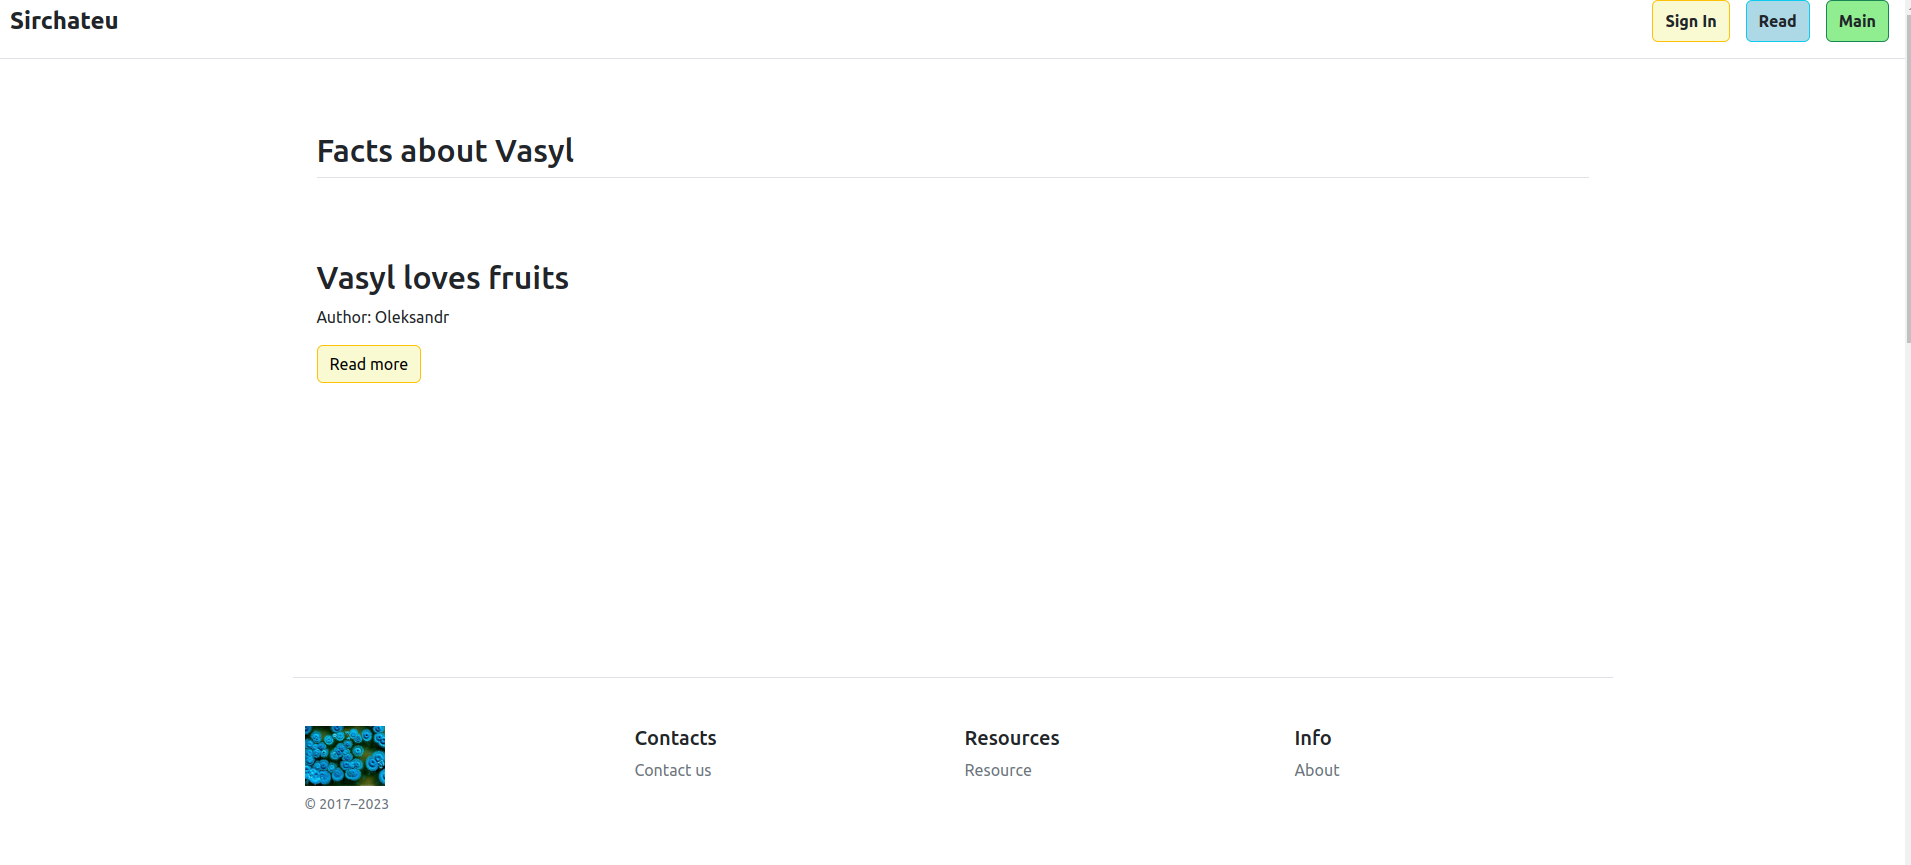 Sirchateu
Sign In
Read
Main
Facts about Vasyl
Vasyl loves fruits
Author: Oleksandr
Read more
Contacts
Resources
Info
Contact us
Resource
About
© 2017–2023